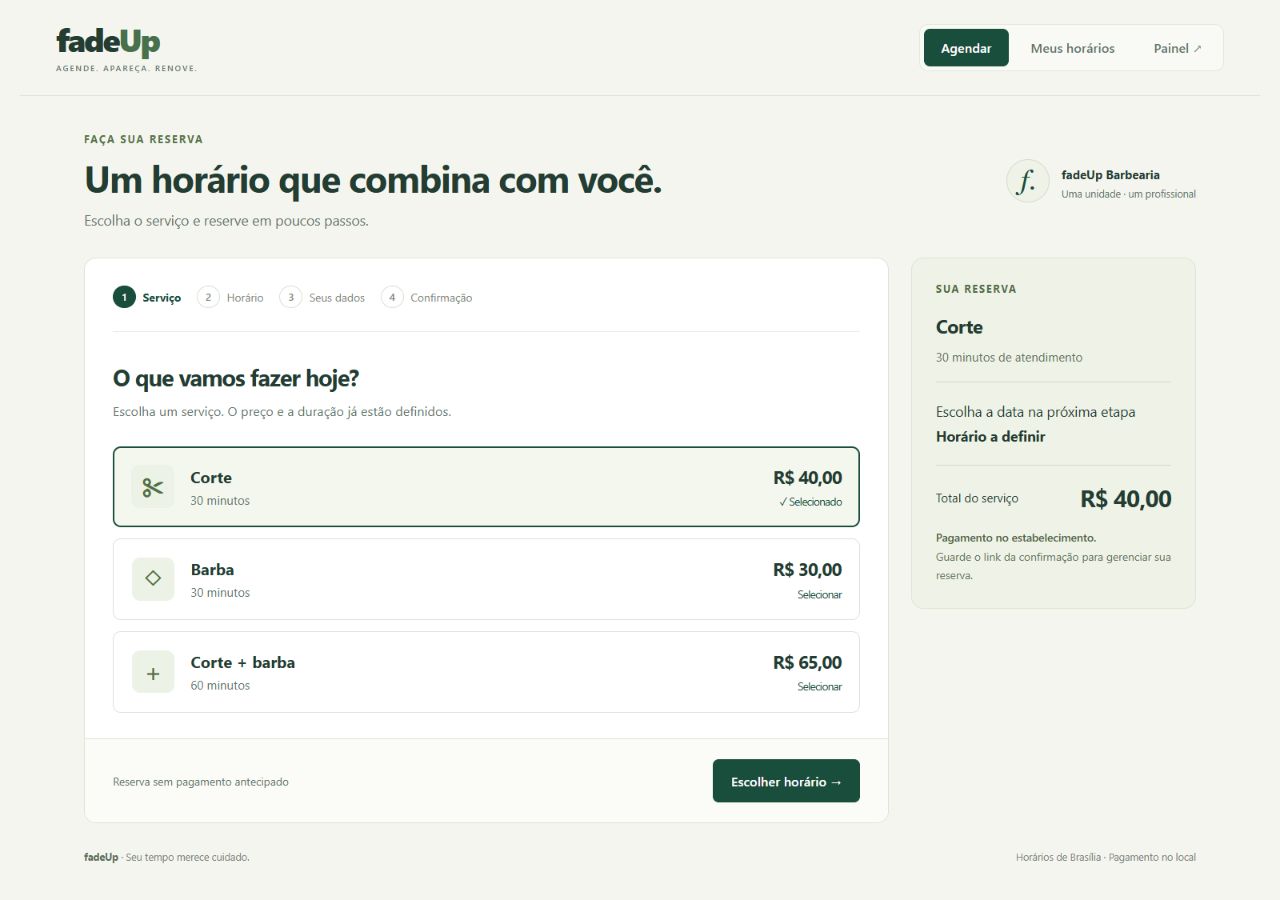 fadeUp
AGENDE. APAREÇA. RENOVE.
Agendar
Meus horários
Painel ↗
FAÇA SUA RESERVA
Um horário que combina com você.
Escolha o serviço e reserve em poucos passos.
f.
fadeUp Barbearia
Uma unidade · um profissional
1 Serviço
2 Horário
3 Seus dados
4 Confirmação
O que vamos fazer hoje?
Escolha um serviço. O preço e a duração já estão definidos.
Corte
30 minutos
R$ 40,00
✓ Selecionado
Barba
30 minutos
R$ 30,00
Selecionar
Corte + barba
60 minutos
R$ 65,00
Selecionar
Reserva sem pagamento antecipado
Escolher horário →
SUA RESERVA
Corte
30 minutos de atendimento
Escolha a data na próxima etapa
Horário a definir
Total do serviço
R$ 40,00
Pagamento no estabelecimento.
Guarde o link da confirmação para gerenciar sua
reserva.
fadeUp · Seu tempo merece cuidado.
Horários de Brasília · Pagamento no local